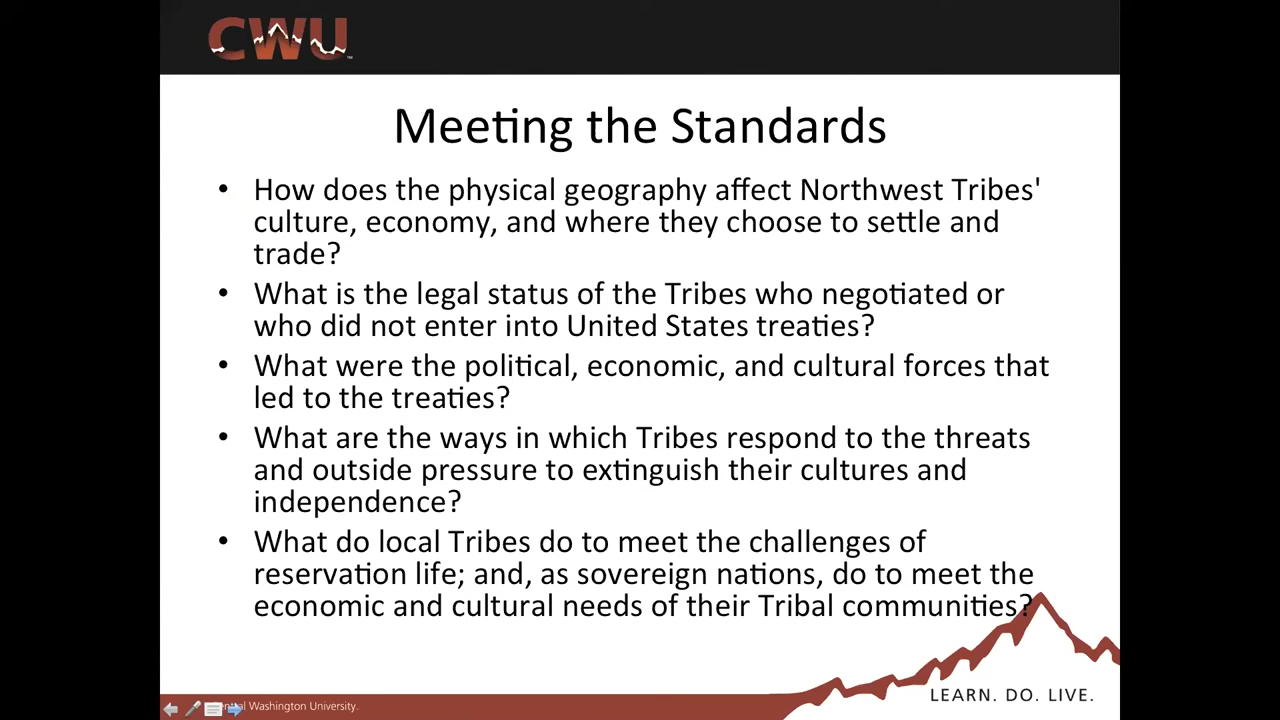 CWU™
Meeting the Standards
• How does the physical geography affect Northwest Tribes'
culture, economy, and where they choose to settle and
trade?
• What is the legal status of the Tribes who negotiated or
who did not enter into United States treaties?
• What were the political, economic, and cultural forces that
led to the treaties?
• What are the ways in which Tribes respond to the threats
and outside pressure to extinguish their cultures and
independence?
• What do local Tribes do to meet the challenges of
reservation life; and, as sovereign nations, do to meet the
economic and cultural needs of their Tribal communities?
LEARN. DO. LIVE.
Washington University.